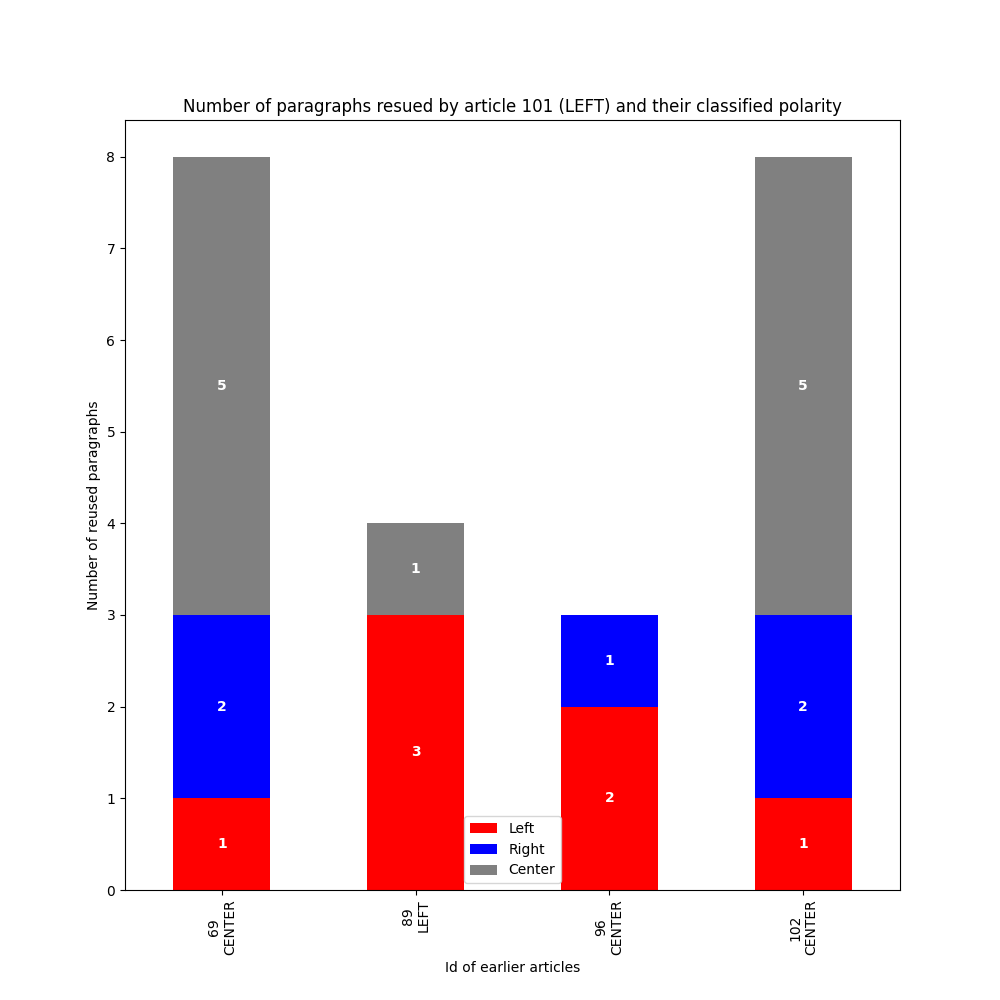 Number of paragraphs resued by article 101 (LEFT) and their classified polarity
Number of reused paragraphs
8
7
6
5
4
3
2
1
0
5
2
1
1
3
1
2
5
2
1
Left
Right
Center
69
CENTER
89
LEFT
96
CENTER
102
CENTER
Id of earlier articles